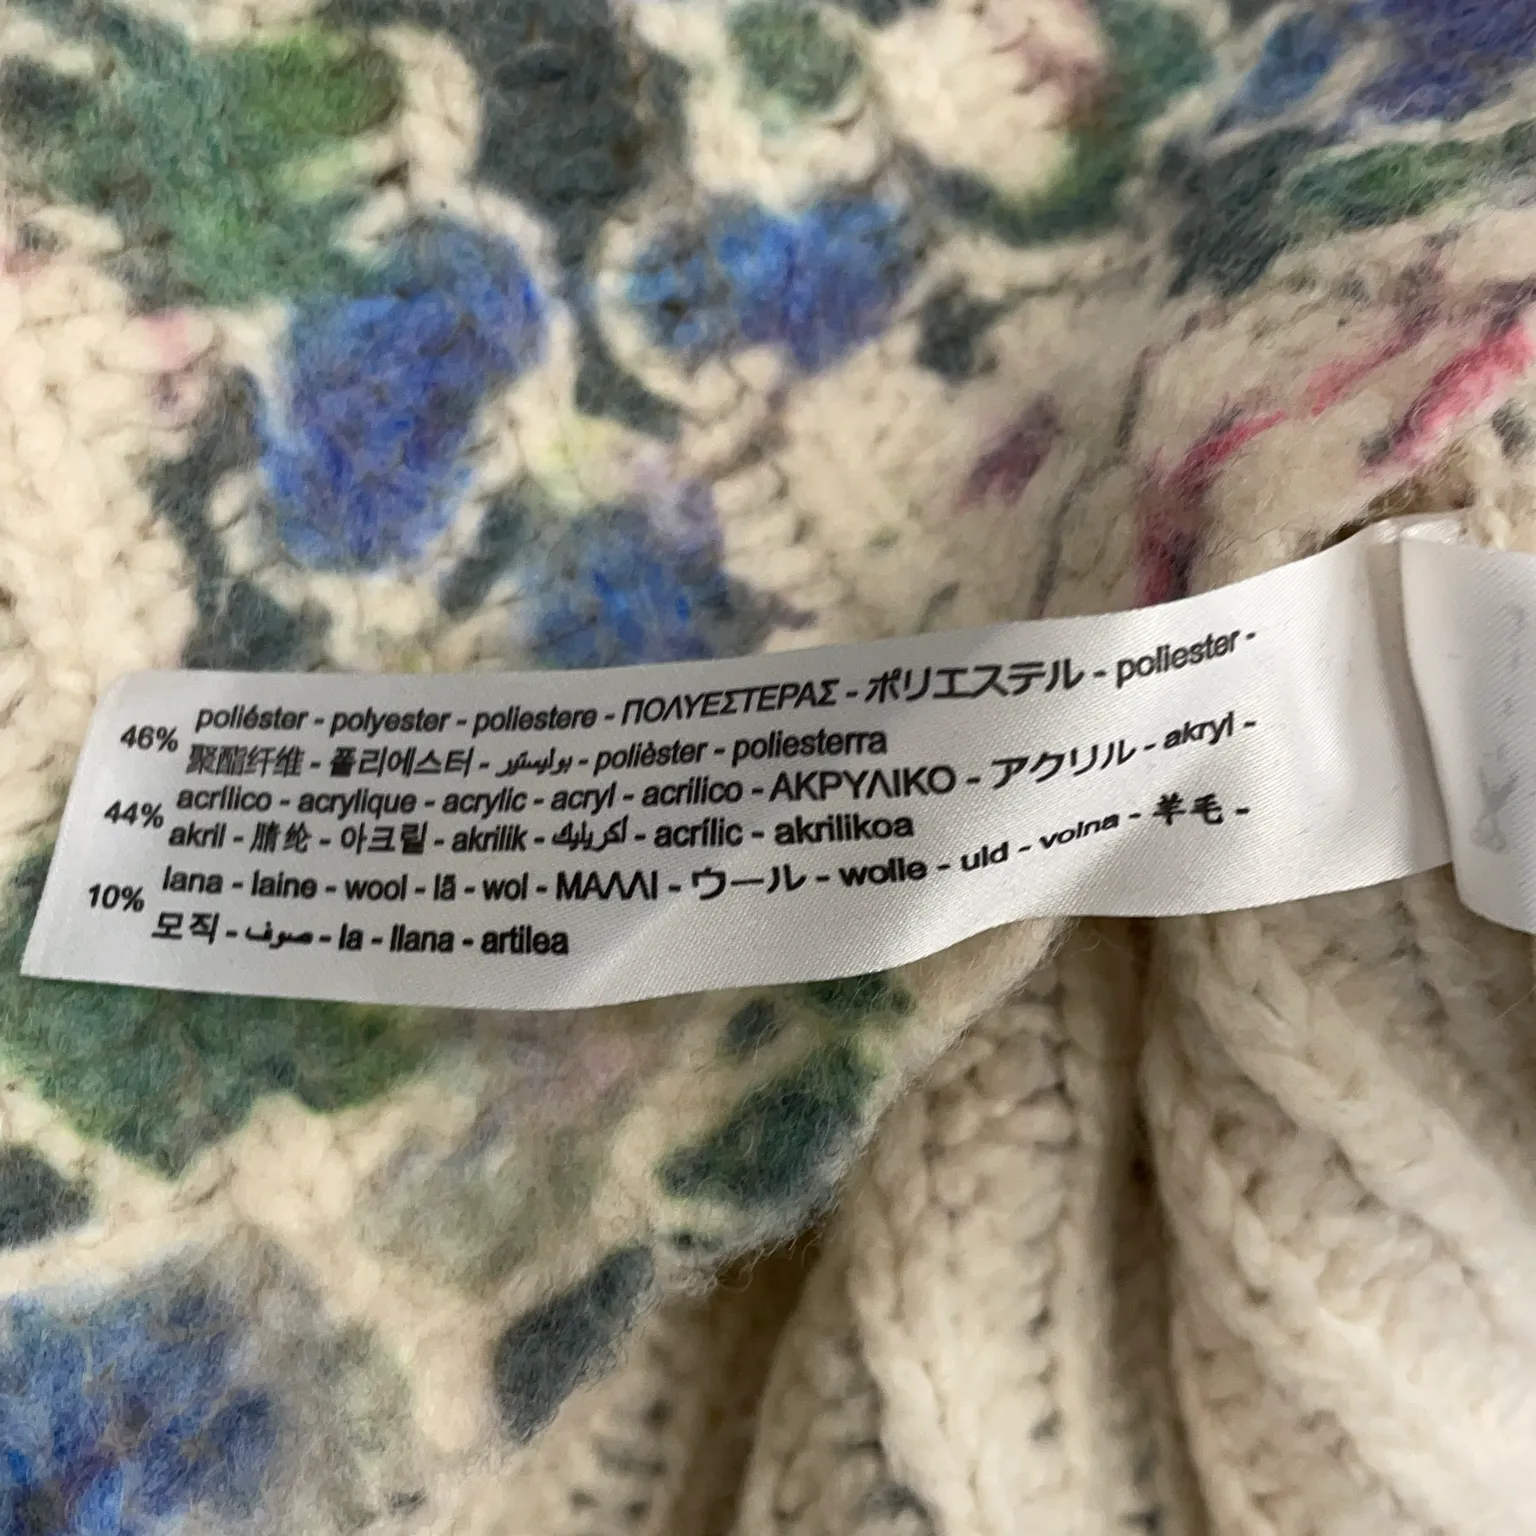 46% poliéster - polyester - poliestere - ΠΟΛΥΕΣΤΕΡΑΣ - ポリエステル - poliester -
聚酯纤维 - 폴리에스터 - بوليستير - polièster - poliesterra
44% acrílico - acrylique - acrylic - acryl - acrilico - ΑΚΡΥΛΙΚΟ - アクリル - akryl -
akril - 腈纶 - 아크릴 - akrilik - اكريليك - acrílic - akrilikoa
10% lana - laine - wool - lã - wol - ΜΑΛΛΙ - ウール - wolle - uld - volna - 羊毛 -
모직 - صوف - la - llana - artilea